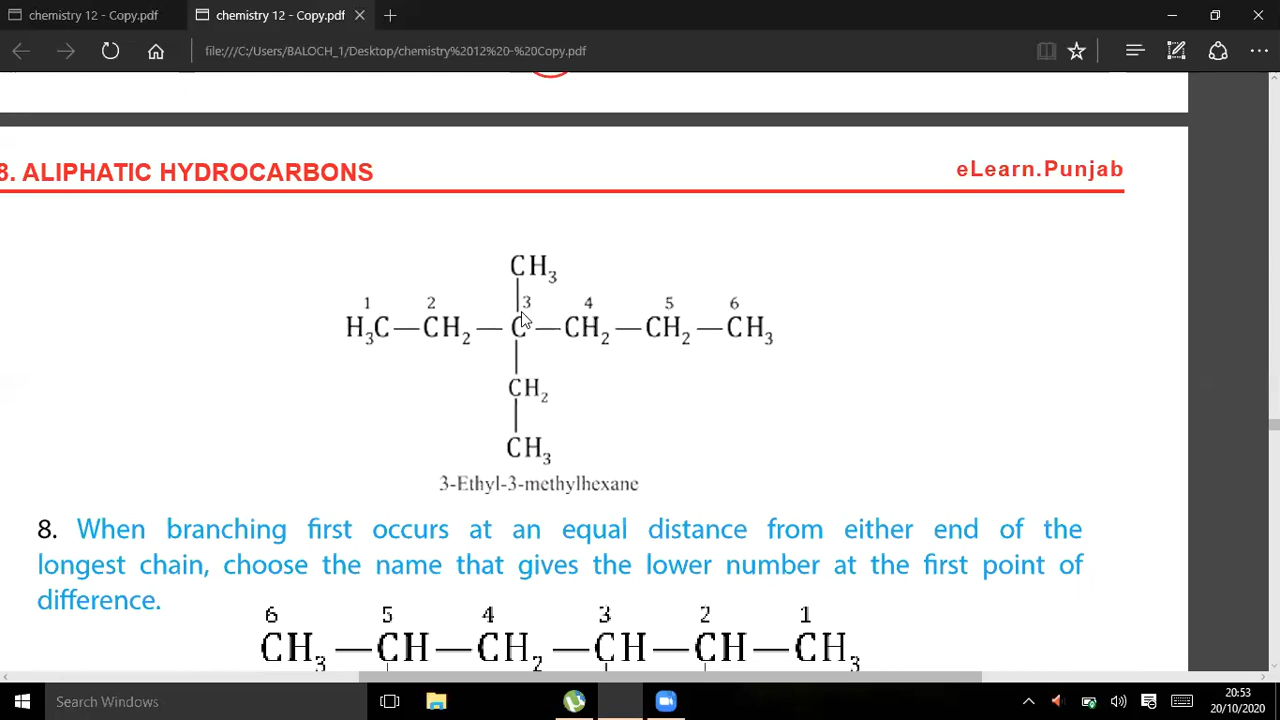 chemistry 12 - Copy.pdf
chemistry 12 - Copy.pdf
file:///C:/Users/BALOCH_1/Desktop/chemistry%2012%20-%20Copy.pdf
8. ALIPHATIC HYDROCARBONS
eLearn.Punjab
CH₃
1 2 3 4 5 6
H₃C—CH₂—C—CH₂—CH₂—CH₃
CH₂
CH₃
3-Ethyl-3-methylhexane
8. When branching first occurs at an equal distance from either end of the
longest chain, choose the name that gives the lower number at the first point of
difference.
6 5 4 3 2 1
CH₃—CH—CH₂—CH—CH—CH₃
Search Windows
20:53
20/10/2020